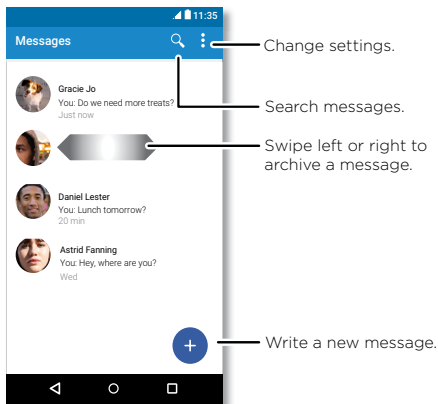 11:35
Messages
Change settings.
Gracie Jo
You: Do we need more treats?
Just now
Search messages.
Swipe left or right to
archive a message.
Daniel Lester
You: Lunch tomorrow?
20 min
Astrid Fanning
You: Hey, where are you?
Wed
Write a new message.